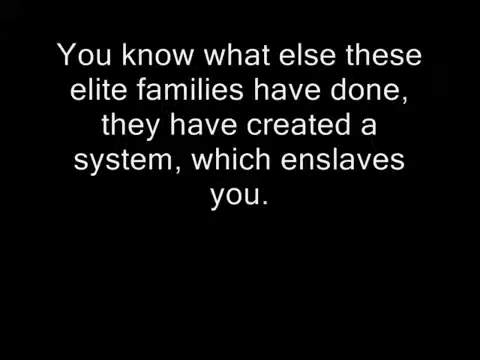 You know what else these
elite families have done,
they have created a
system, which enslaves
you.